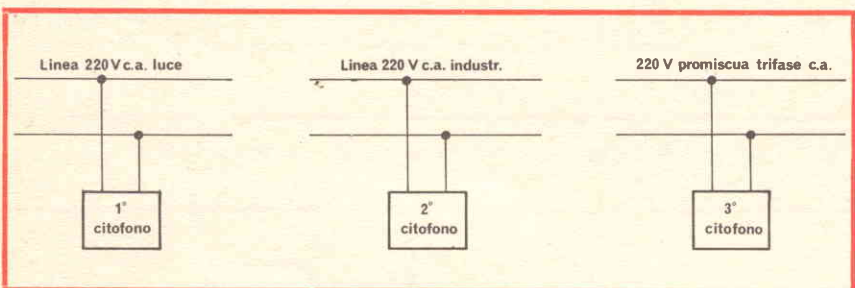 Linea 220 V c.a. luce
Linea 220 V c.a. industr.
220 V promiscua trifase c.a.
1°
citofono
2°
citofono
3°
citofono